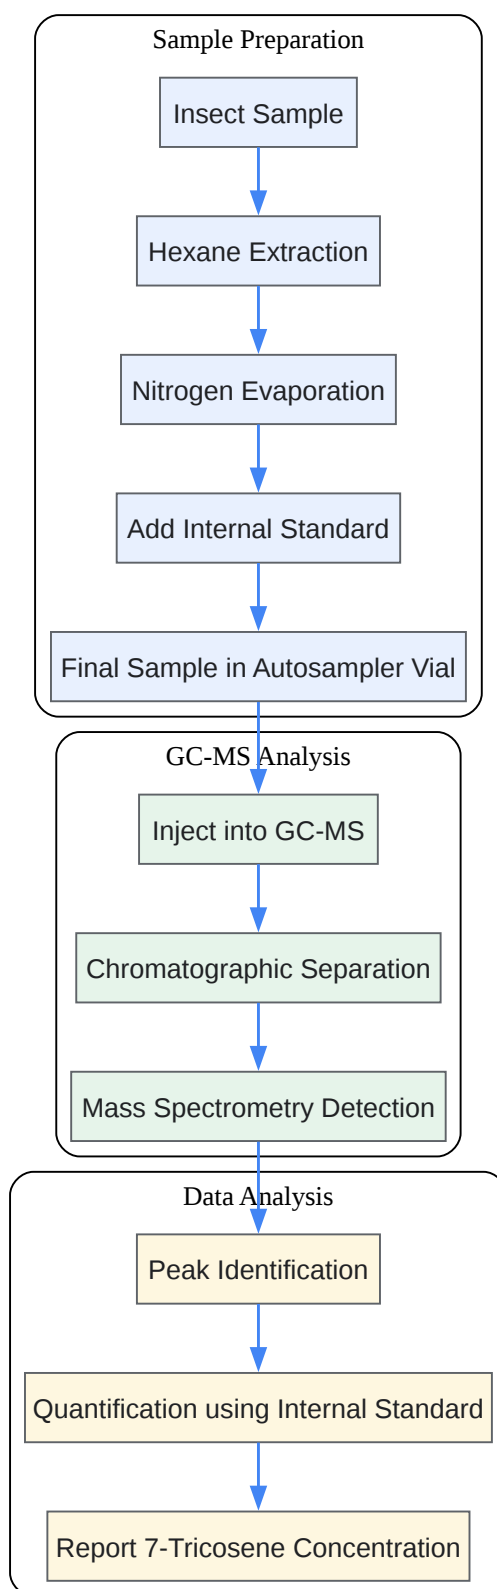 Sample Preparation
Insect Sample
Hexane Extraction
Nitrogen Evaporation
Add Internal Standard
Final Sample in Autosampler Vial
GC-MS Analysis
Inject into GC-MS
Chromatographic Separation
Mass Spectrometry Detection
Data Analysis
Peak Identification
Quantification using Internal Standard
Report 7-Tricosene Concentration